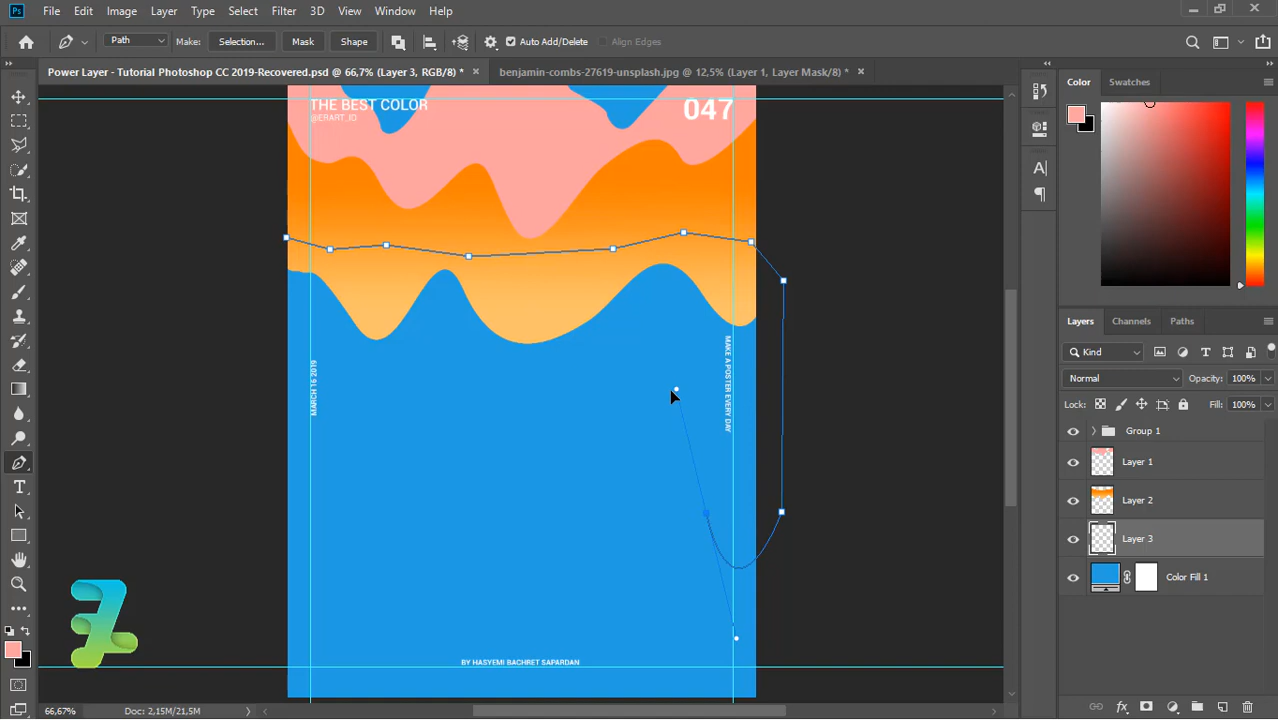 Ps File Edit Image Layer Type Select Filter 3D View Window Help
Path Make: Selection... Mask Shape Auto Add/Delete Align Edges
Power Layer - Tutorial Photoshop CC 2019-Recovered.psd @ 66,7% (Layer 3, RGB/8) * × benjamin-combs-27619-unsplash.jpg @ 12,5% (Layer 1, Layer Mask/8) * ×
Color Swatches
THE BEST COLOR
@ERART_IO
047
MARCH 16 2019
MAKE A POSTER EVERY DAY
BY HASYEMI BACHRET SAPARDAN
Layers Channels Paths
Kind
Normal Opacity: 100%
Lock: Fill: 100%
Group 1
Layer 1
Layer 2
Layer 3
Color Fill 1
66,67% Doc: 2,15M/21,5M